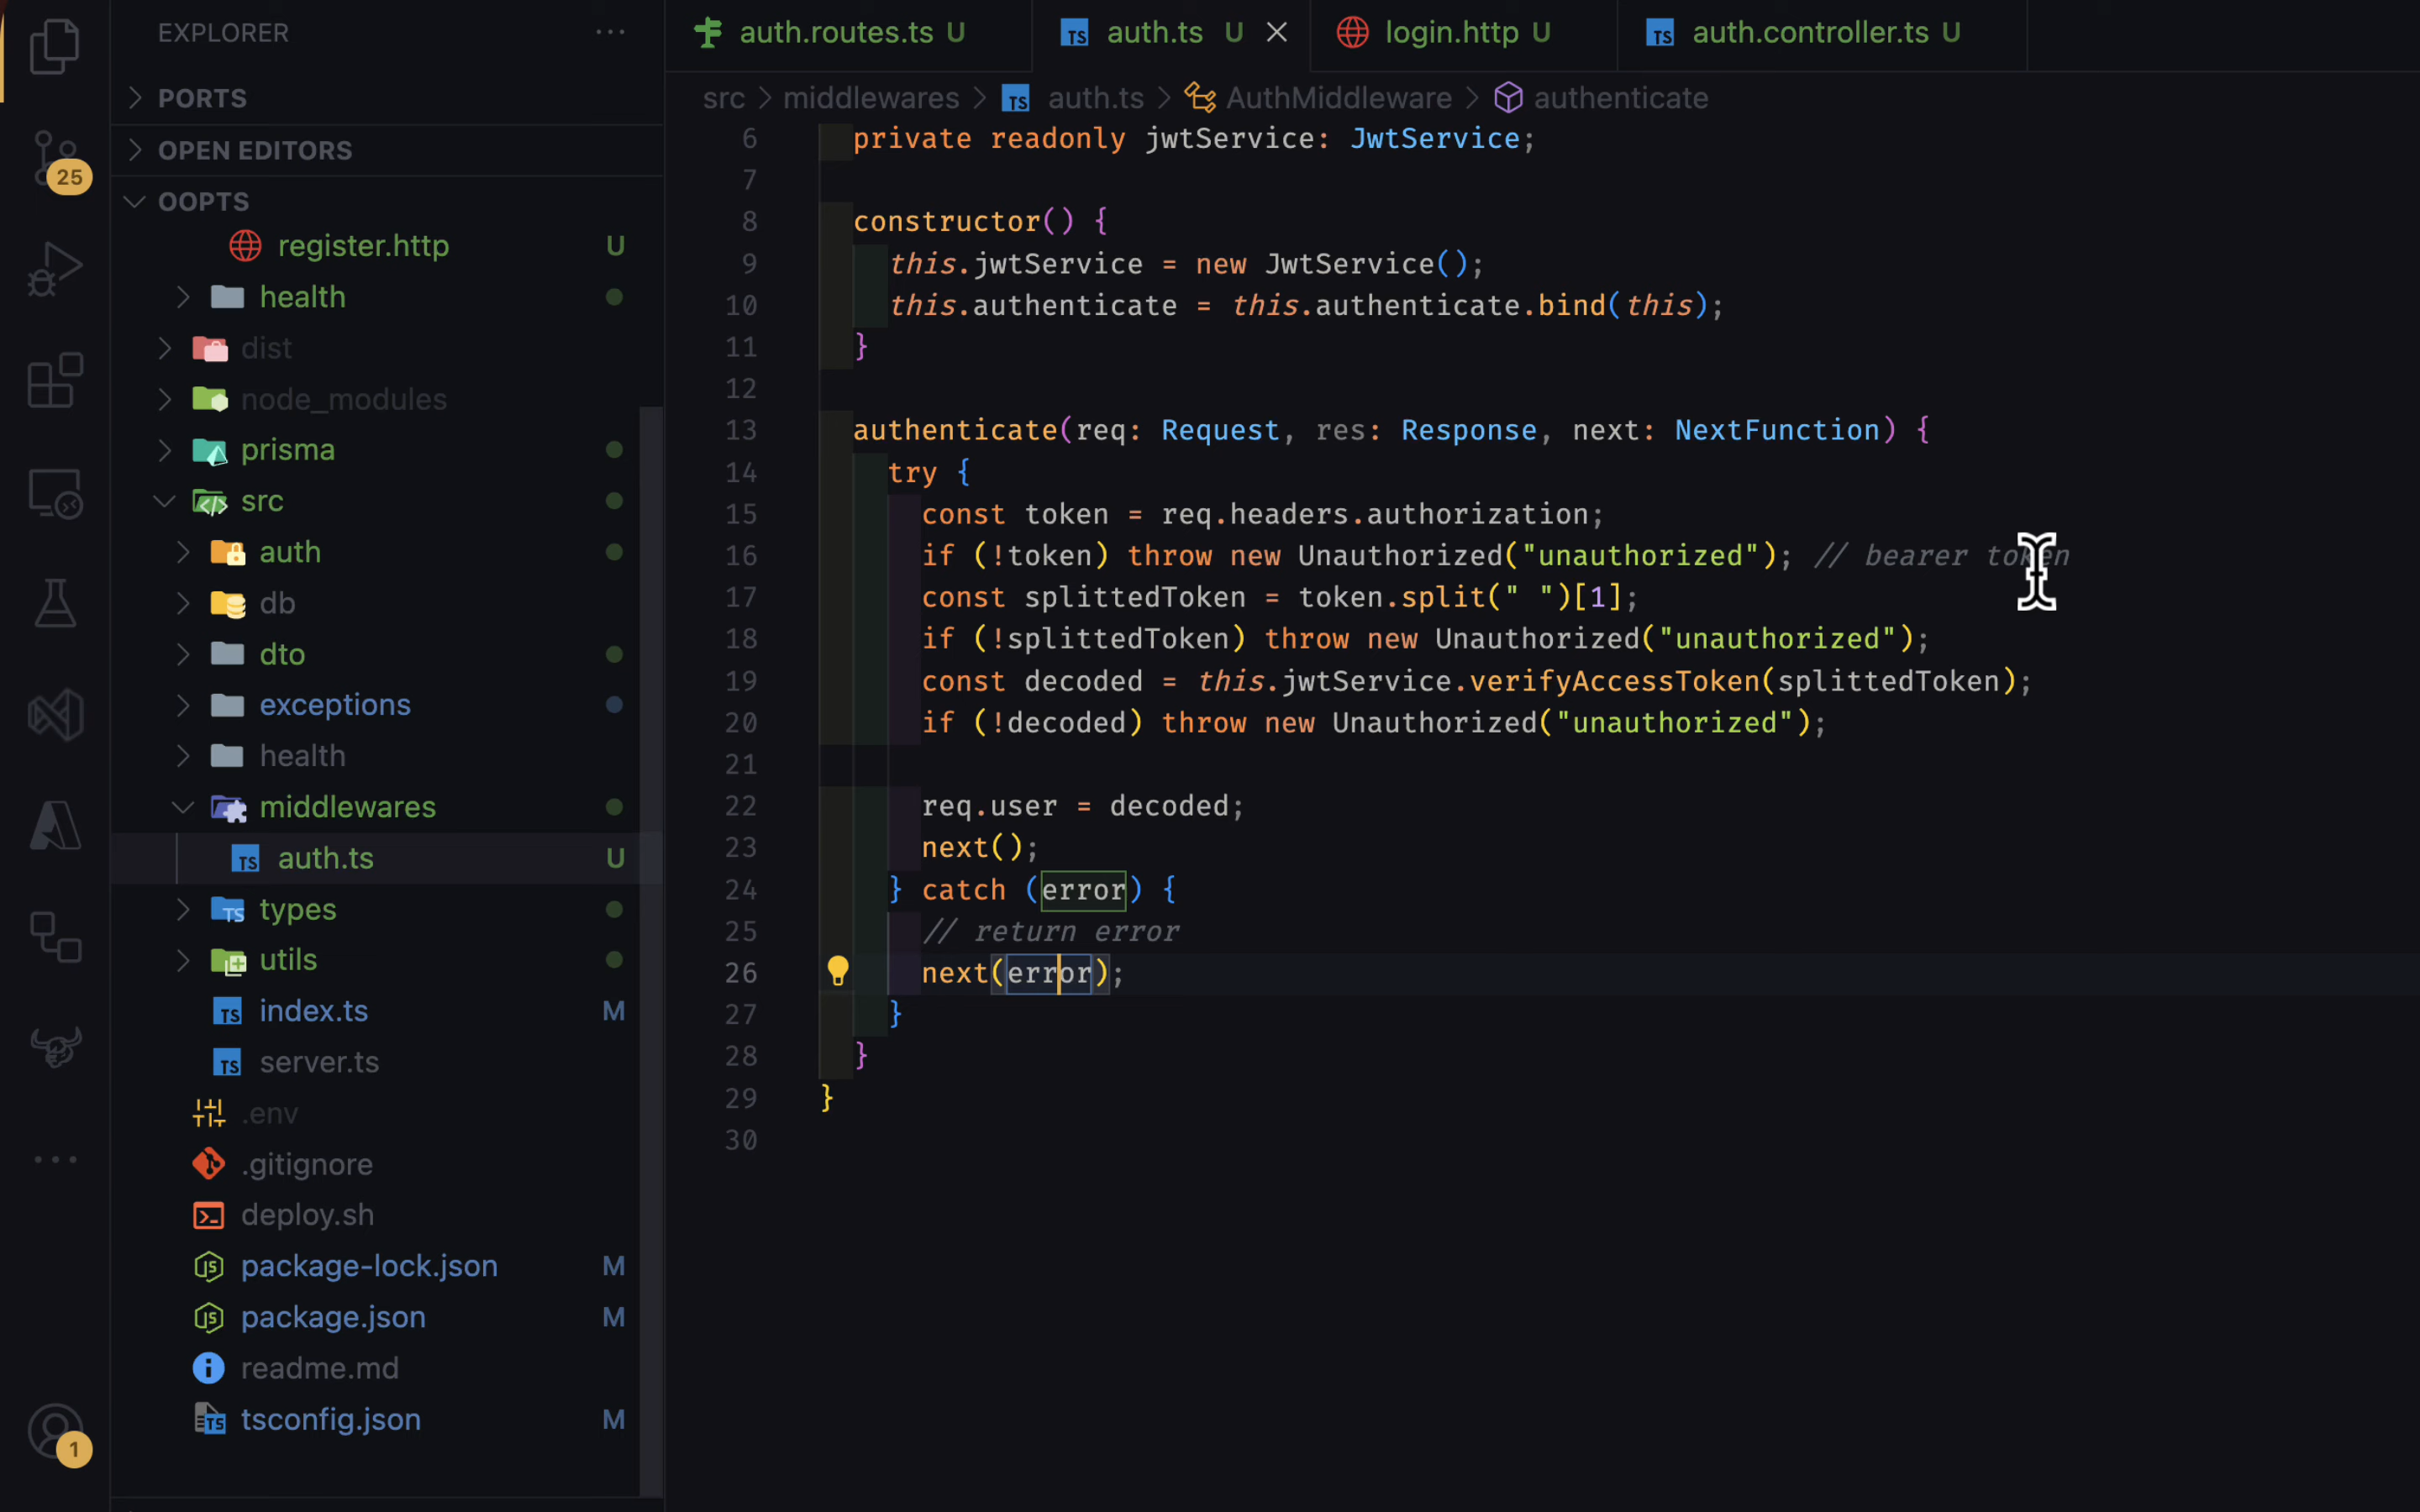 EXPLORER
PORTS
OPEN EDITORS
OOPTS
register.http U
health
dist
node_modules
prisma
src
auth
db
dto
exceptions
health
middlewares
auth.ts U
types
utils
index.ts M
server.ts
.env
.gitignore
deploy.sh
package-lock.json M
package.json M
readme.md
tsconfig.json M
25
1
auth.routes.ts U
auth.ts U
login.http U
auth.controller.ts U
src > middlewares > TS auth.ts > AuthMiddleware > authenticate
6 private readonly jwtService: JwtService;
7
8 constructor() {
9 this.jwtService = new JwtService();
10 this.authenticate = this.authenticate.bind(this);
11 }
12
13 authenticate(req: Request, res: Response, next: NextFunction) {
14 try {
15 const token = req.headers.authorization;
16 if (!token) throw new Unauthorized("unauthorized"); // bearer token
17 const splittedToken = token.split(" ")[1];
18 if (!splittedToken) throw new Unauthorized("unauthorized");
19 const decoded = this.jwtService.verifyAccessToken(splittedToken);
20 if (!decoded) throw new Unauthorized("unauthorized");
21
22 req.user = decoded;
23 next();
24 } catch (error) {
25 // return error
26 next(error);
27 }
28 }
29 }
30